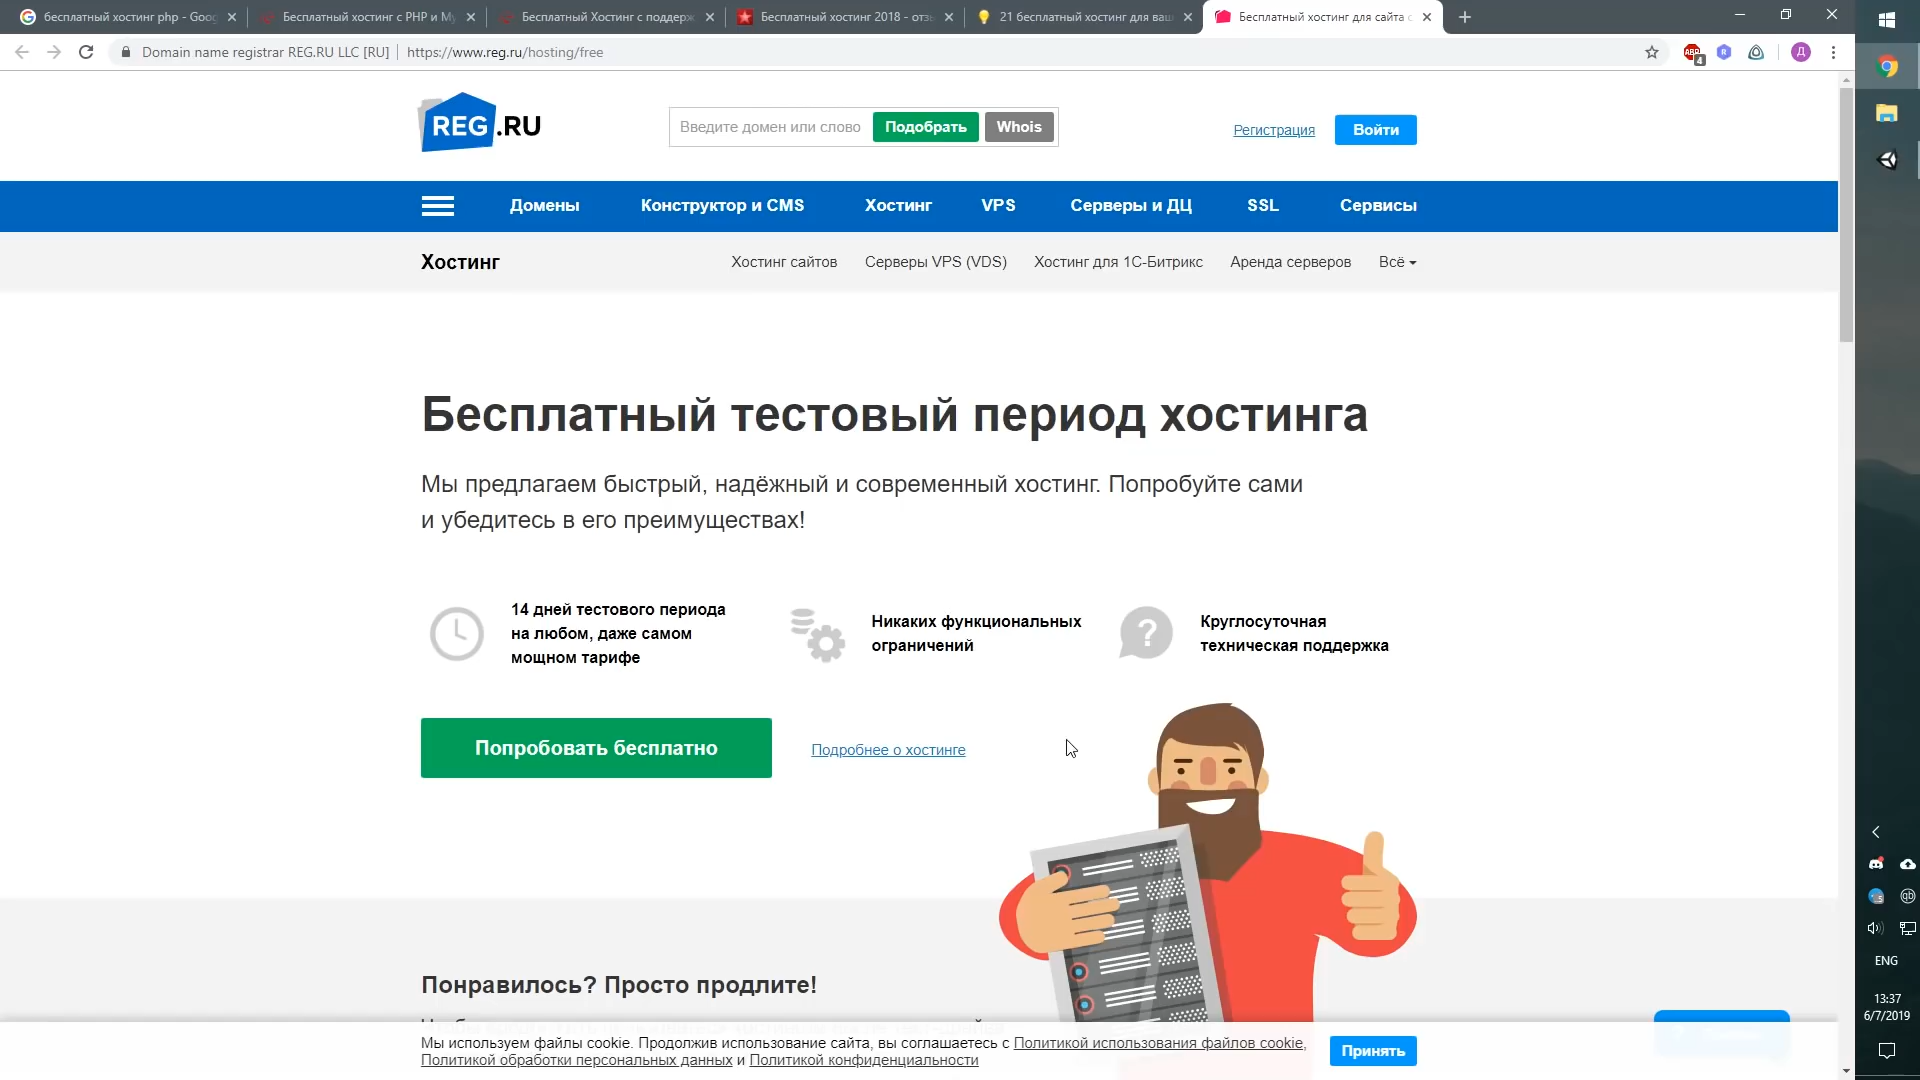 бесплатный хостинг php - Goog
Бесплатный хостинг с PHP и My
Бесплатный Хостинг с поддерж
Бесплатный хостинг 2018 - отзы
21 бесплатный хостинг для ваш
Бесплатный хостинг для сайта с
Domain name registrar REG.RU LLC [RU]
https://www.reg.ru/hosting/free
ABP
4
R
Д
REG.RU
Введите домен или слово
Подобрать
Whois
Регистрация
Войти
Домены
Конструктор и CMS
Хостинг
VPS
Серверы и ДЦ
SSL
Сервисы
Хостинг
Хостинг сайтов
Серверы VPS (VDS)
Хостинг для 1С-Битрикс
Аренда серверов
Всё
Бесплатный тестовый период хостинга
Мы предлагаем быстрый, надёжный и современный хостинг. Попробуйте сами
и убедитесь в его преимуществах!
14 дней тестового периода
на любом, даже самом
мощном тарифе
Никаких функциональных
ограничений
?
Круглосуточная
техническая поддержка
Попробовать бесплатно
Подробнее о хостинге
Понравилось? Просто продлите!
Мы используем файлы cookie. Продолжив использование сайта, вы соглашаетесь с Политикой использования файлов cookie,
Политикой обработки персональных данных и Политикой конфиденциальности
Принять
qb
ENG
13:37
6/7/2019